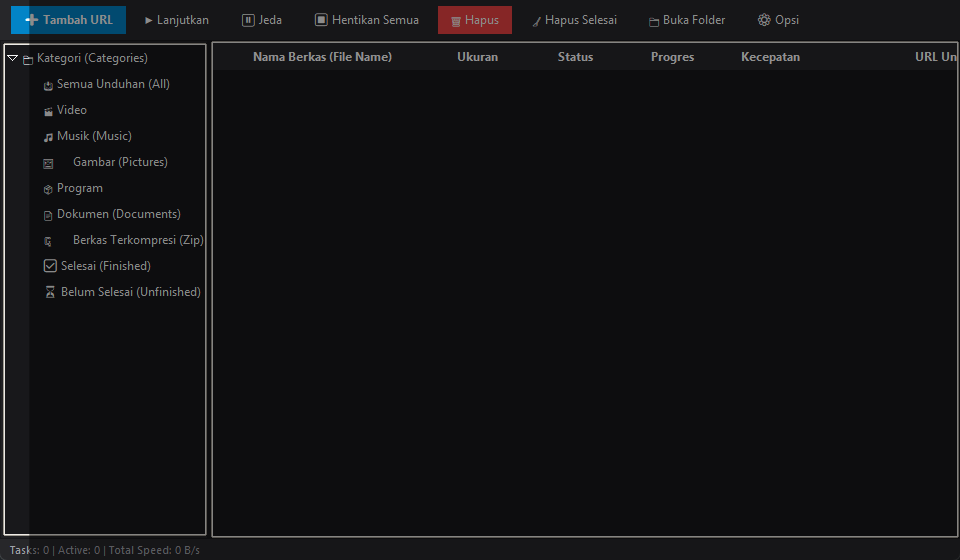 Tambah URL Lanjutkan Jeda Hentikan Semua Hapus Hapus Selesai Buka Folder Opsi
Kategori (Categories)
Semua Unduhan (All)
Video
Musik (Music)
Gambar (Pictures)
Program
Dokumen (Documents)
Berkas Terkompresi (Zip)
Selesai (Finished)
Belum Selesai (Unfinished)
Nama Berkas (File Name) Ukuran Status Progres Kecepatan URL Un
Tasks: 0 | Active: 0 | Total Speed: 0 B/s